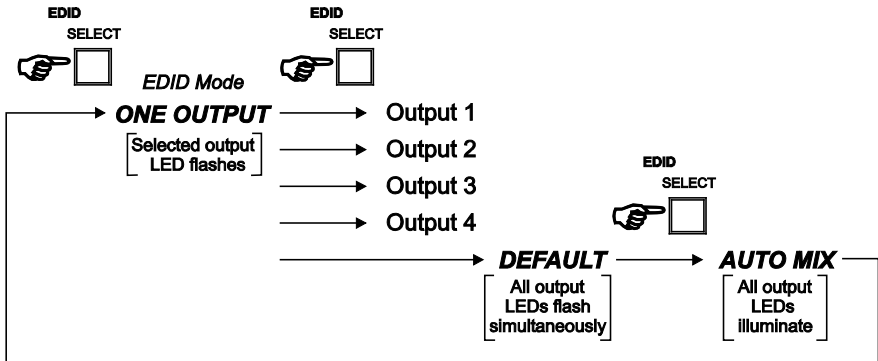 EDID
SELECT
EDID
SELECT
EDID Mode
ONE OUTPUT
Selected output
LED flashes
Output 1
Output 2
Output 3
Output 4
EDID
SELECT
DEFAULT
All output
LEDs flash
simultaneously
AUTO MIX
All output
LEDs
illuminate